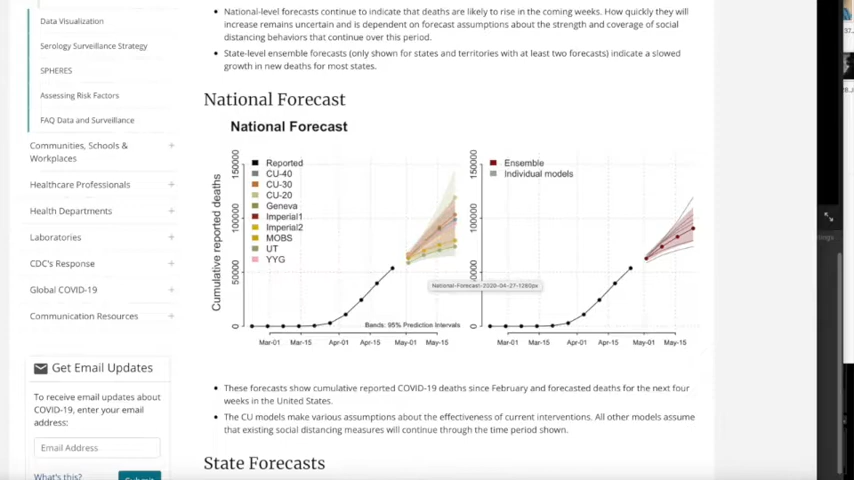 Data Visualization
Serology Surveillance Strategy
SPHERES
Assessing Risk Factors
FAQ Data and Surveillance
Communities, Schools &
Workplaces
Healthcare Professionals
Health Departments
Laboratories
CDC's Response
Global COVID-19
Communication Resources
Get Email Updates
To receive email updates about
COVID-19, enter your email
address:
Email Address
What's this?
Submit
National-level forecasts continue to indicate that deaths are likely to rise in the coming weeks. How quickly they will
increase remains uncertain and is dependent on forecast assumptions about the strength and coverage of social
distancing behaviors that continue over this period.
State-level ensemble forecasts (only shown for states and territories with at least two forecasts) indicate a slowed
growth in new deaths for most states.
National Forecast
National Forecast
Cumulative reported deaths
150000
100000
50000
0
Reported
CU-40
CU-30
CU-20
Geneva
Imperial1
Imperial2
MOBS
UT
YYG
Bands: 95% Prediction Intervals
Mar-01 Mar-15 Apr-01 Apr-15 May-01 May-15
National-Forecast-2020-04-27-1280px
150000
100000
50000
0
Ensemble
Individual models
Mar-01 Mar-15 Apr-01 Apr-15 May-01 May-15
These forecasts show cumulative reported COVID-19 deaths since February and forecasted deaths for the next four
weeks in the United States.
The CU models make various assumptions about the effectiveness of current interventions. All other models assume
that existing social distancing measures will continue through the time period shown.
State Forecasts